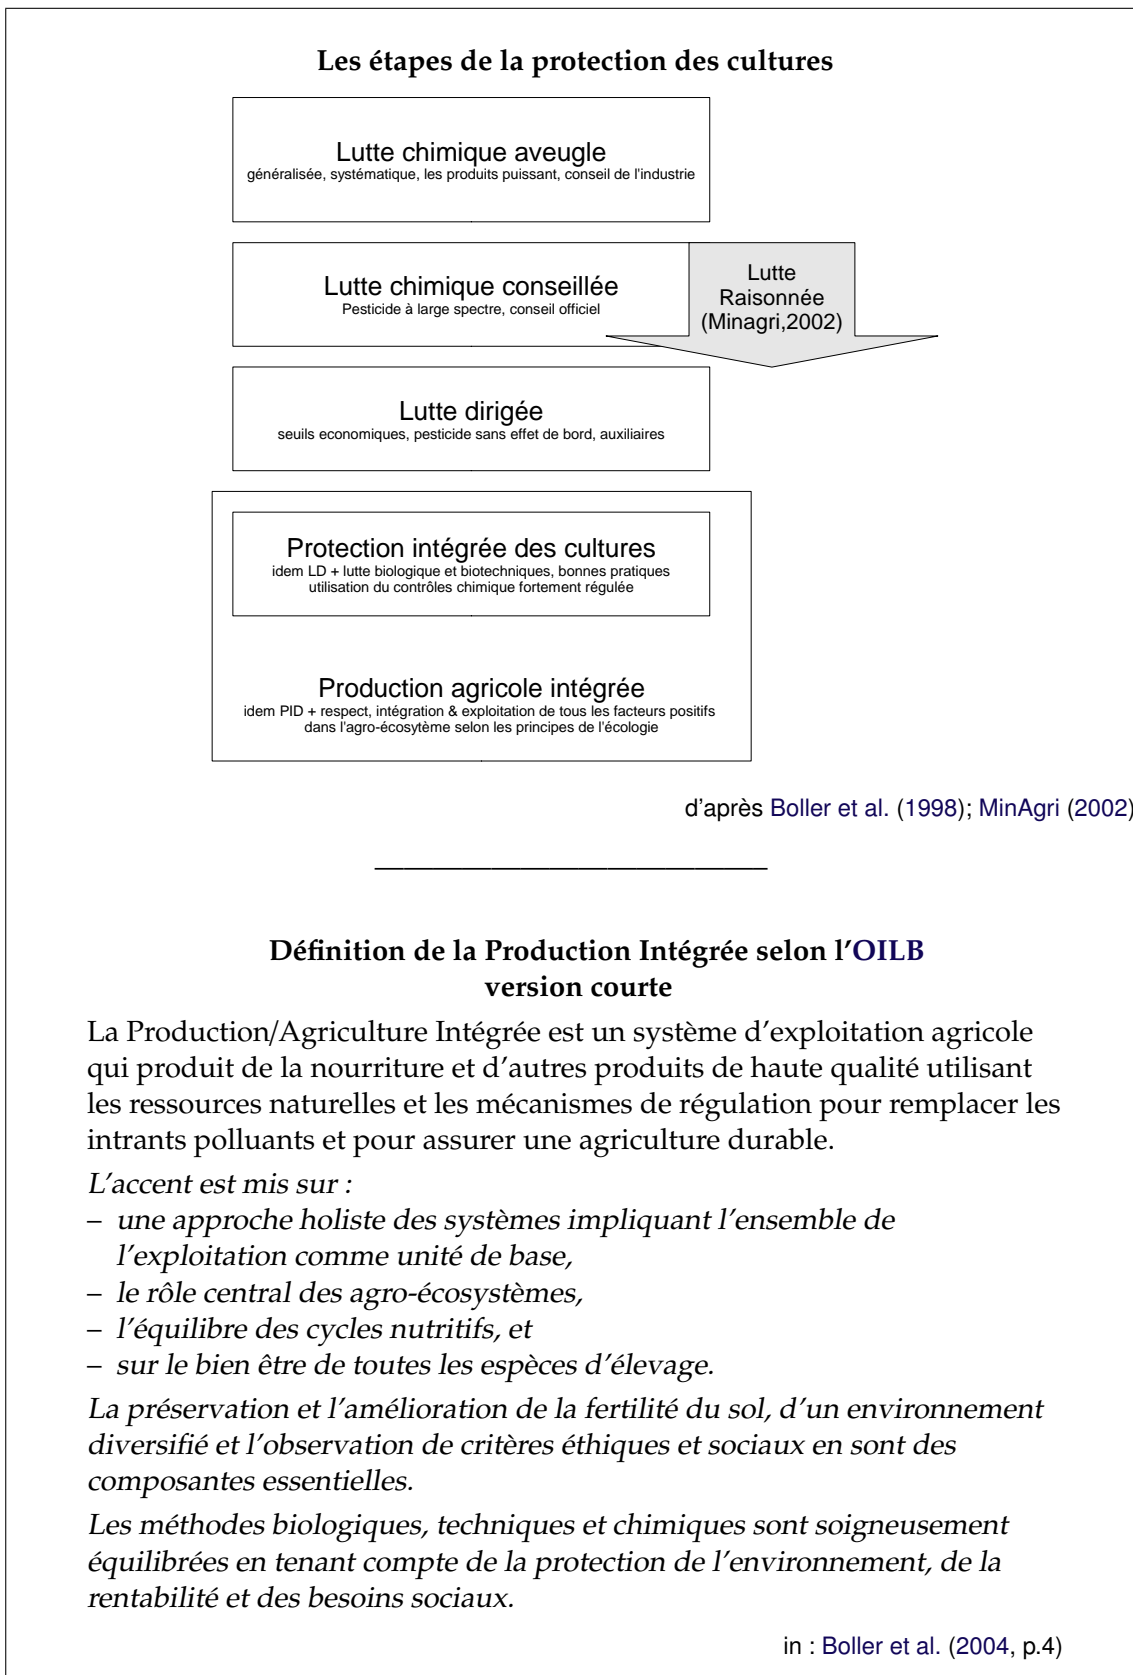 Les étapes de la protection des cultures
Lutte chimique aveugle
généralisée, systématique, les produits puissant, conseil de l'industrie
Lutte chimique conseillée
Pesticide à large spectre, conseil officiel
Lutte
Raisonnée
(Minagri,2002)
Lutte dirigée
seuils economiques, pesticide sans effet de bord, auxiliaires
Protection intégrée des cultures
idem LD + lutte biologique et biotechniques, bonnes pratiques
utilisation du contrôles chimique fortement régulée
Production agricole intégrée
idem PID + respect, intégration & exploitation de tous les facteurs positifs
dans l'agro-écosytème selon les principes de l'écologie
d'après Boller et al. (1998); MinAgri (2002)
Définition de la Production Intégrée selon l'OILB
version courte
La Production/Agriculture Intégrée est un système d'exploitation agricole
qui produit de la nourriture et d'autres produits de haute qualité utilisant
les ressources naturelles et les mécanismes de régulation pour remplacer les
intrants polluants et pour assurer une agriculture durable.
L'accent est mis sur :
– une approche holiste des systèmes impliquant l'ensemble de
l'exploitation comme unité de base,
– le rôle central des agro-écosystèmes,
– l'équilibre des cycles nutritifs, et
– sur le bien être de toutes les espèces d'élevage.
La préservation et l'amélioration de la fertilité du sol, d'un environnement
diversifié et l'observation de critères éthiques et sociaux en sont des
composantes essentielles.
Les méthodes biologiques, techniques et chimiques sont soigneusement
équilibrées en tenant compte de la protection de l'environnement, de la
rentabilité et des besoins sociaux.
in : Boller et al. (2004, p.4)